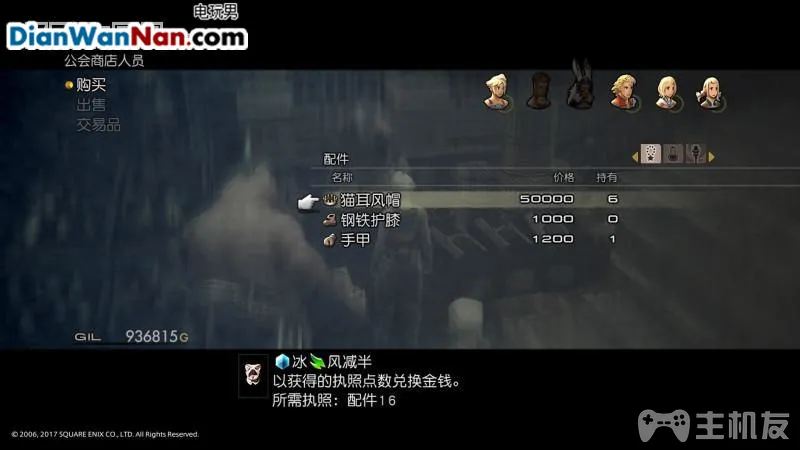 电玩男
DianWanNan.com
公会商店人员
购买
出售
交易品
配件
名称 价格 持有
猫耳风帽 50000 6
钢铁护膝 1000 0
手甲 1200 1
GIL 936815G
冰 风减半
以获得的执照点数兑换金钱。
所需执照：配件16
© 2006, 2017 SQUARE ENIX CO., LTD. All Rights Reserved.
主机友